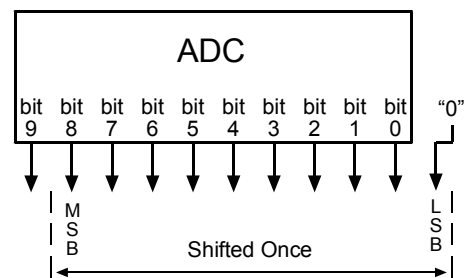 ADC
bit bit bit bit bit bit bit bit bit bit "0"
9 8 7 6 5 4 3 2 1 0
MSB
LSB
Shifted Once